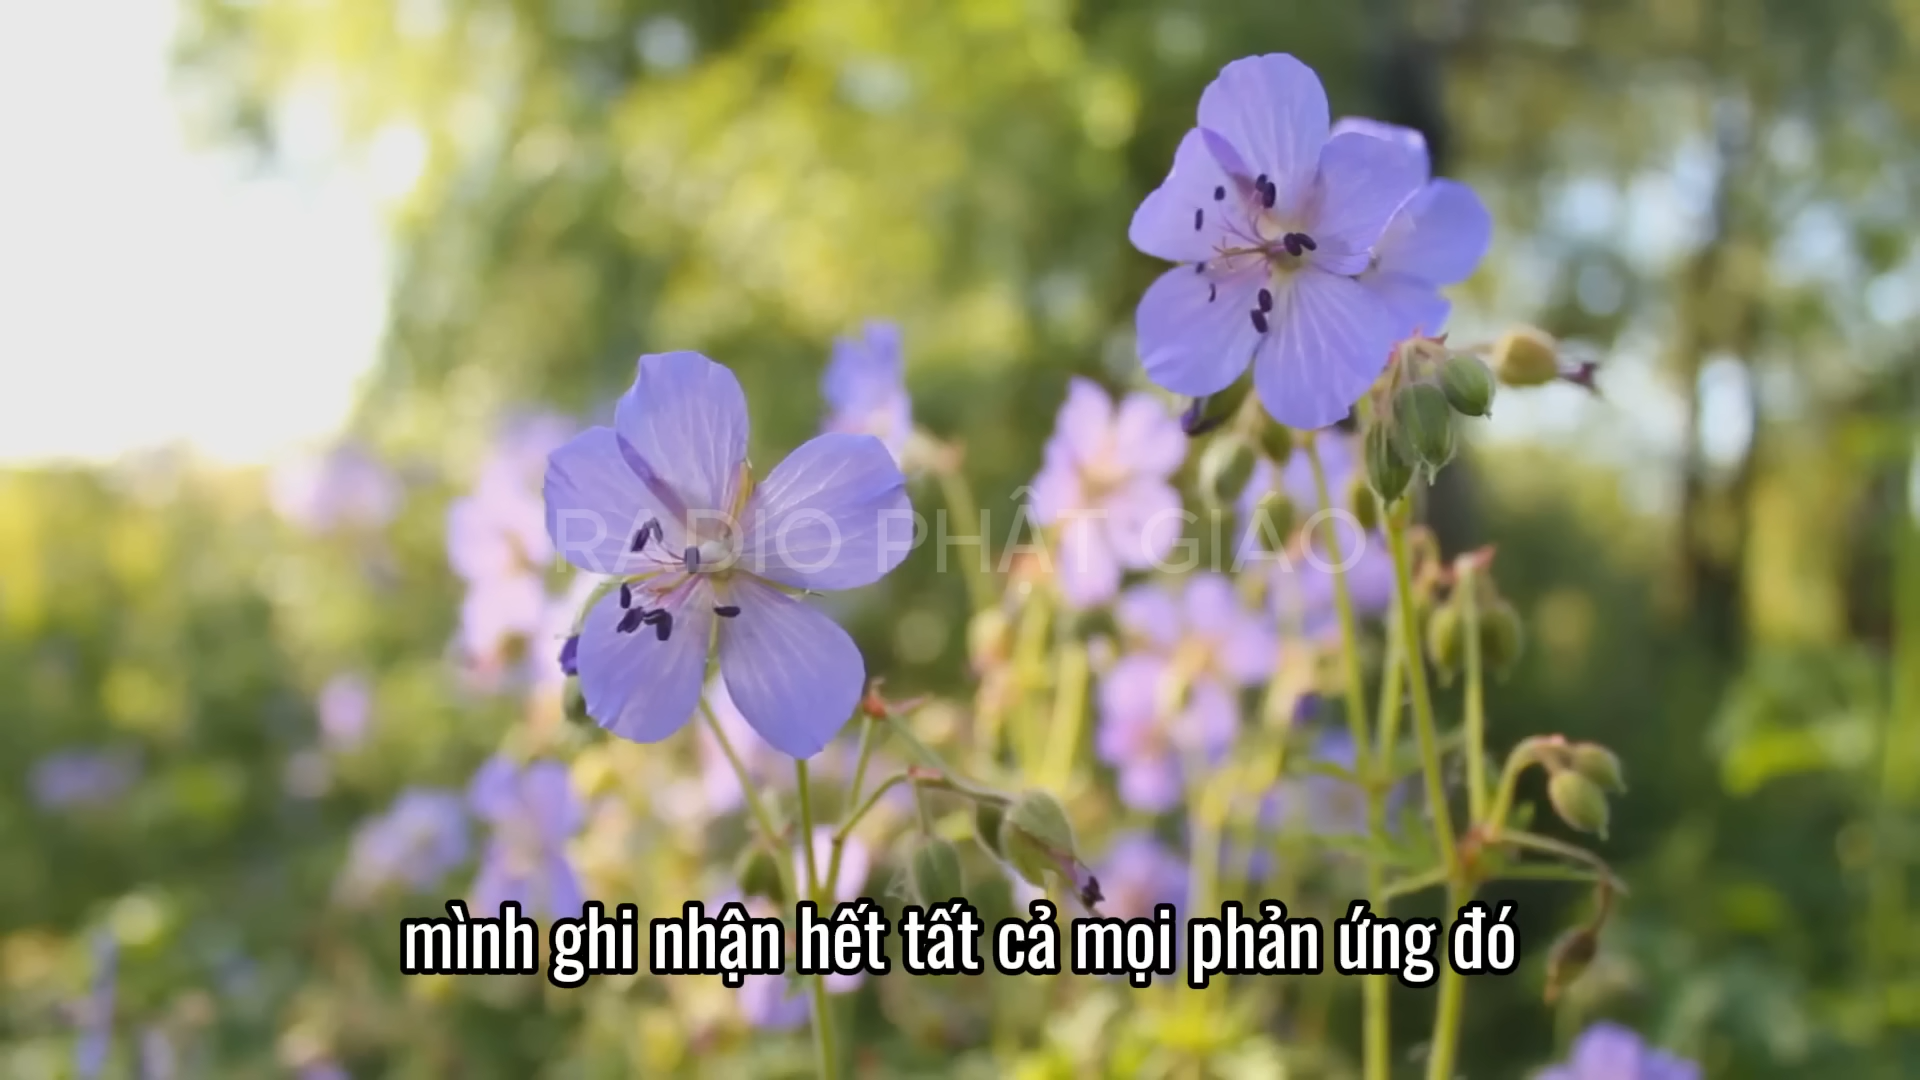 RADIO PHẬT GIÁO
mình ghi nhận hết tất cả mọi phản ứng đó